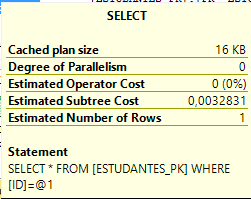 SELECT
Cached plan size 16 KB
Degree of Parallelism 0
Estimated Operator Cost 0 (0%)
Estimated Subtree Cost 0,0032831
Estimated Number of Rows 1
Statement
SELECT * FROM [ESTUDANTES_PK] WHERE
[ID]=@1